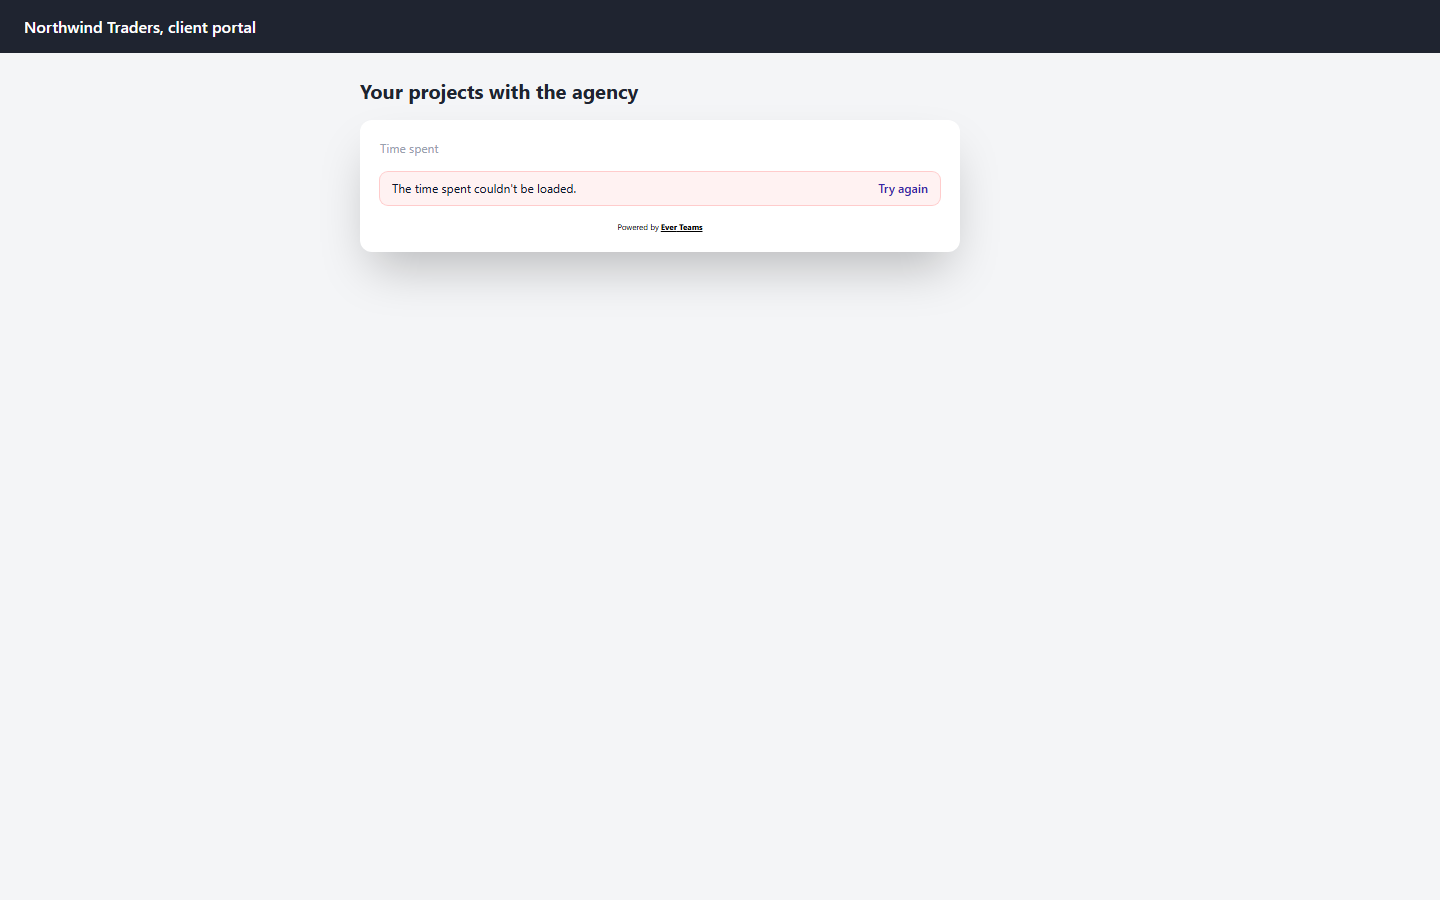 Northwind Traders, client portal
Your projects with the agency
Time spent
The time spent couldn't be loaded.
Try again
Powered by Ever Teams